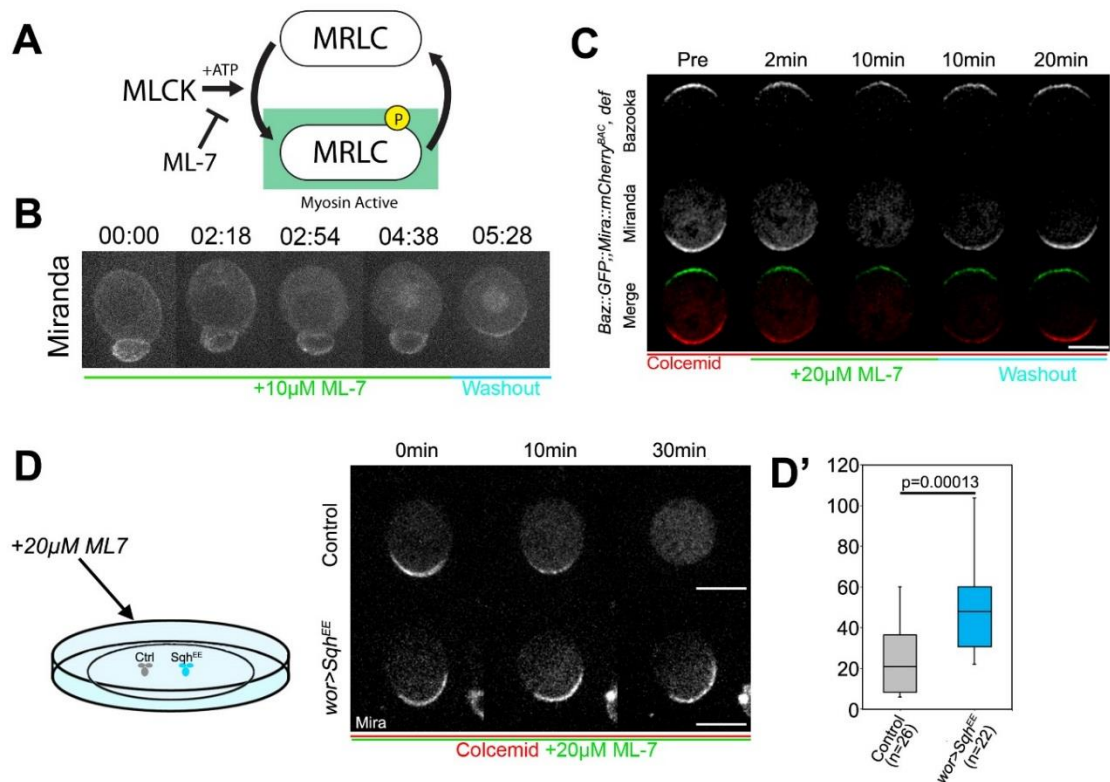 A
MRLC
MLCK
+ATP
ML-7
P
MRLC
Myosin Active
B
00:00 02:18 02:54 04:38 05:28
Miranda
+10µM ML-7 Washout
C
Pre 2min 10min 10min 20min
Baz::GFP;;Mira::mCherryᴮᴬᶜ, def
Bazooka
Miranda
Merge
Colcemid +20µM ML-7 Washout
D
+20µM ML7
Ctrl Sqhᴱᴱ
0min 10min 30min
Control
wor>Sqhᴱᴱ
Mira
Colcemid +20µM ML-7
D'
p=0.00013
120
100
80
60
40
20
0
Control
(n=26)
wor>Sqhᴱᴱ
(n=22)